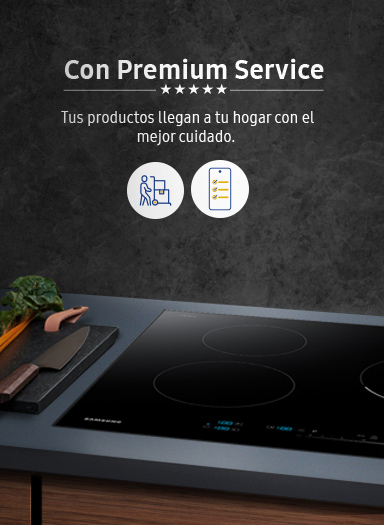 Con Premium Service
Tus productos llegan a tu hogar con el
mejor cuidado.
SAMSUNG